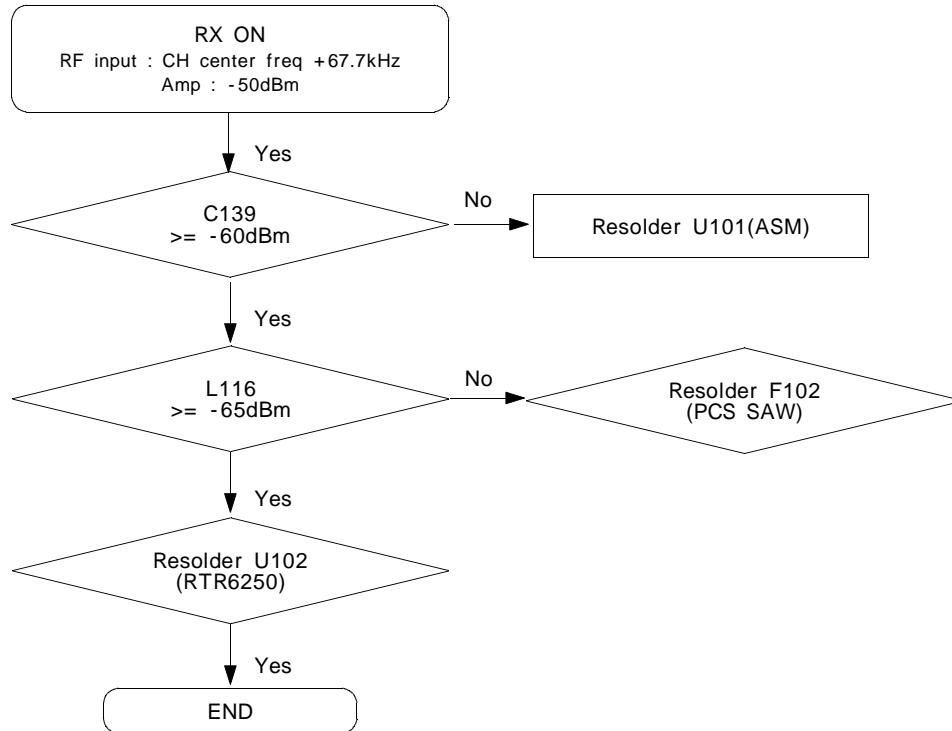 RX ON
RF input : CH center freq +67.7kHz
Amp : -50dBm
Yes
C139
>= -60dBm
No
Resolder U101(ASM)
Yes
L116
>= -65dBm
No
Resolder F102
(PCS SAW)
Yes
Resolder U102
(RTR6250)
Yes
END